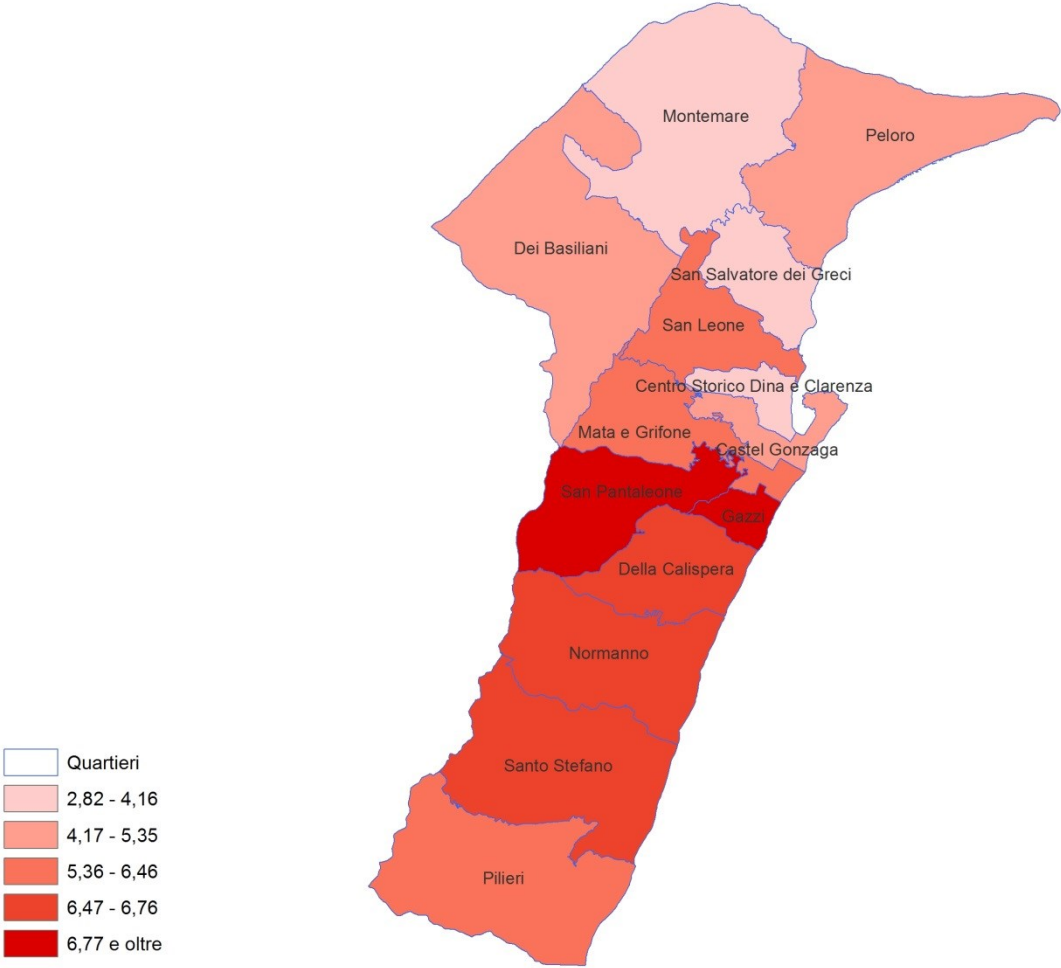 Montemare
Peloro
Dei Basiliani
San Salvatore dei Greci
San Leone
Centro Storico Dina e Clarenza
Mata e Grifone
Castel Gonzaga
San Pantaleone
Gazzi
Della Calispera
Normanno
Santo Stefano
Pilieri
Quartieri
2,82 - 4,16
4,17 - 5,35
5,36 - 6,46
6,47 - 6,76
6,77 e oltre